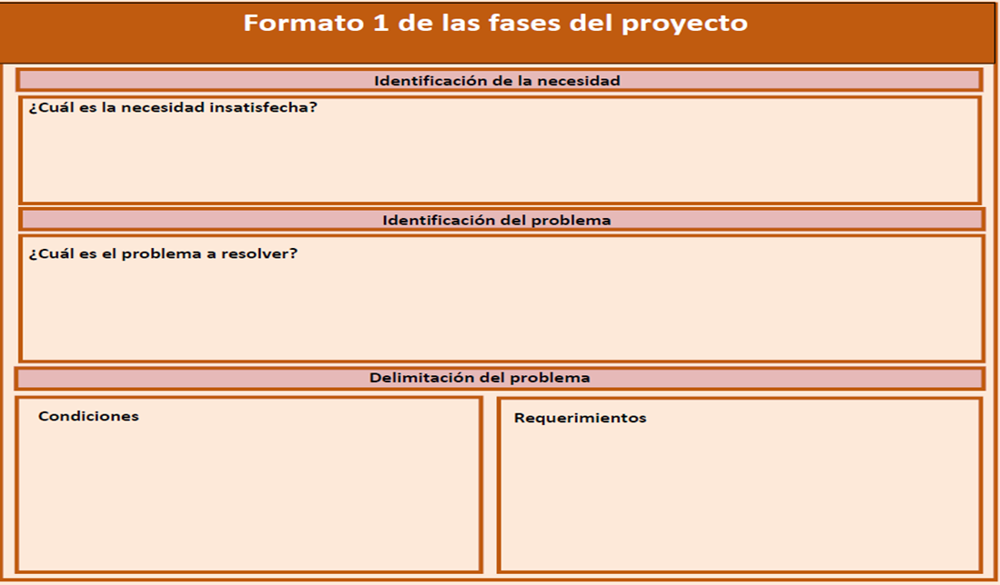 Formato 1 de las fases del proyecto
Identificación de la necesidad
¿Cuál es la necesidad insatisfecha?
Identificación del problema
¿Cuál es el problema a resolver?
Delimitación del problema
Condiciones
Requerimientos